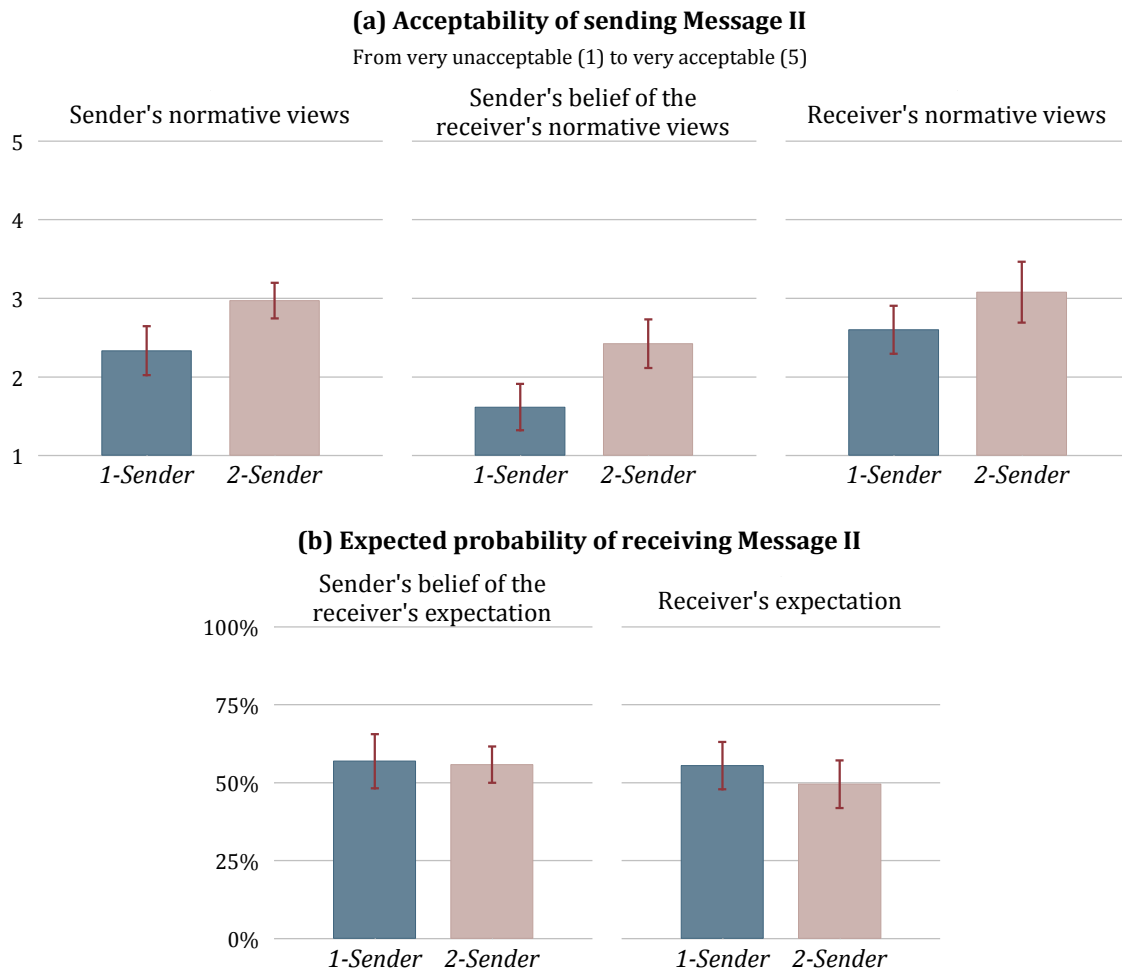 (a) Acceptability of sending Message II
From very unacceptable (1) to very acceptable (5)
Sender's normative views
Sender's belief of the
receiver's normative views
Receiver's normative views
5
4
3
2
1
1-Sender 2-Sender
1-Sender 2-Sender
1-Sender 2-Sender
(b) Expected probability of receiving Message II
Sender's belief of the
receiver's expectation
Receiver's expectation
100%
75%
50%
25%
0%
1-Sender 2-Sender
1-Sender 2-Sender